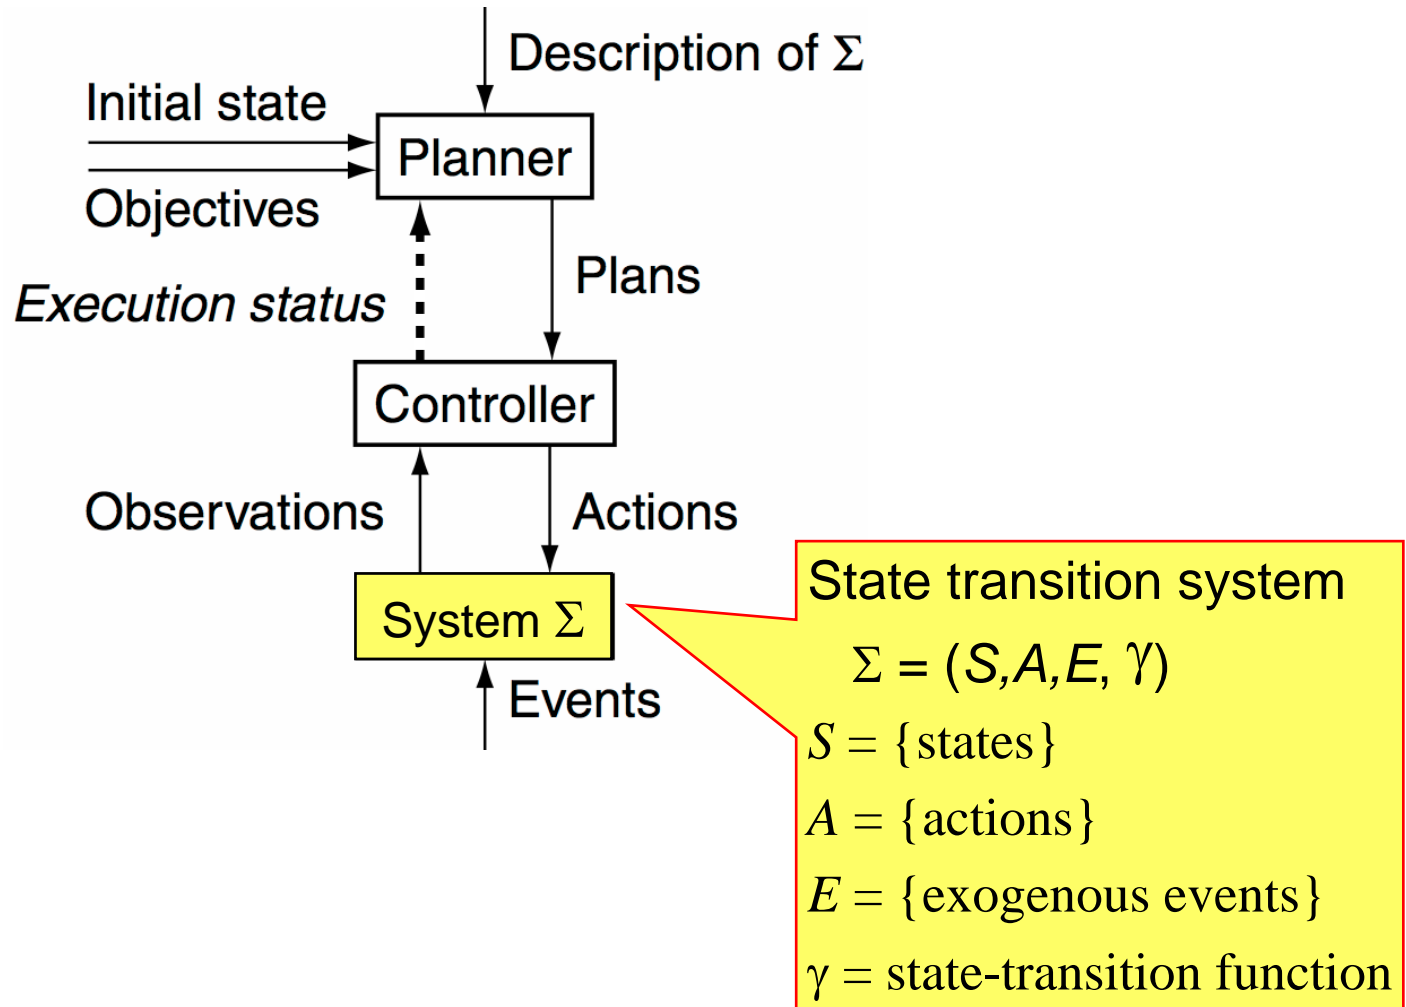 Description of Σ
Initial state
Planner
Objectives
Plans
Execution status
Controller
Observations
Actions
System Σ
Events
State transition system
Σ = (S,A,E, γ)
S = {states}
A = {actions}
E = {exogenous events}
γ = state-transition function